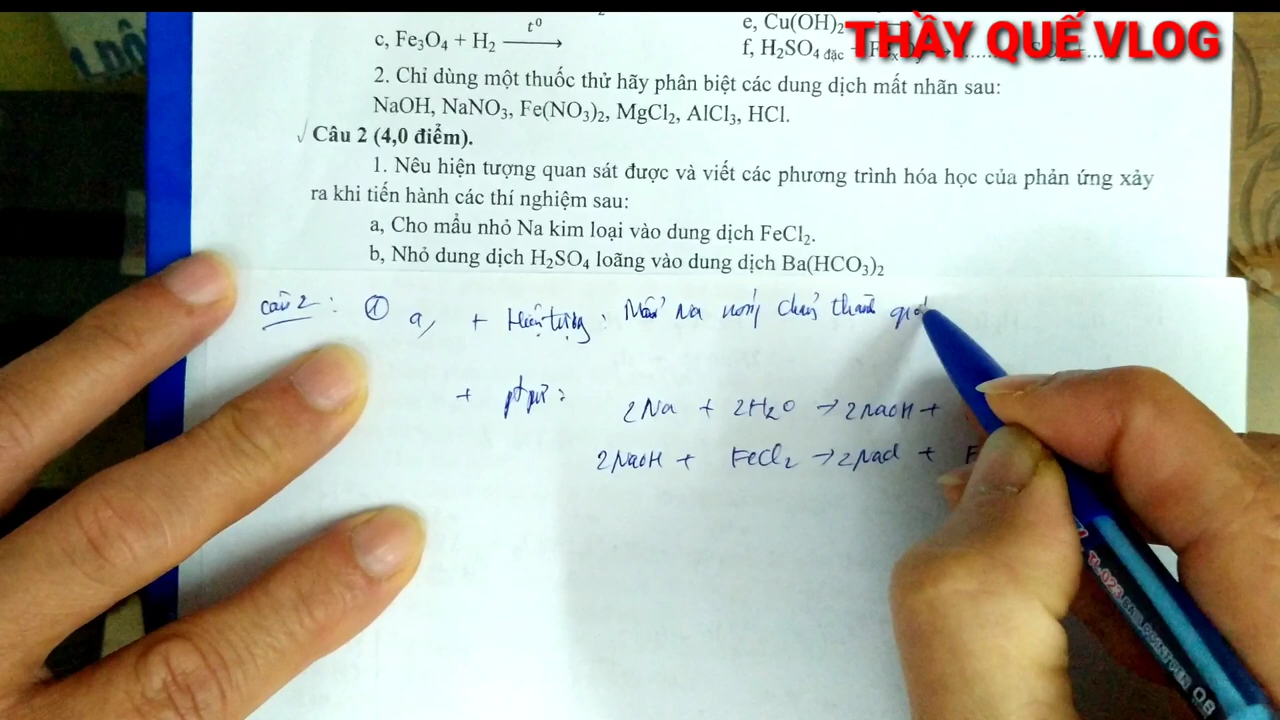 THẦY QUẾ VLOG
c, Fe₃O₄ + H₂ t⁰→
e, Cu(OH)₂
f, H₂SO₄ đặc +
2. Chỉ dùng một thuốc thử hãy phân biệt các dung dịch mất nhãn sau:
NaOH, NaNO₃, Fe(NO₃)₂, MgCl₂, AlCl₃, HCl.
Câu 2 (4,0 điểm).
1. Nêu hiện tượng quan sát được và viết các phương trình hóa học của phản ứng xảy
ra khi tiến hành các thí nghiệm sau:
a, Cho mẩu nhỏ Na kim loại vào dung dịch FeCl₂.
b, Nhỏ dung dịch H₂SO₄ loãng vào dung dịch Ba(HCO₃)₂
Câu 2: ① a, + Hiện tượng: Mẩu Na nóng chảy thành
+ ptpư: 2Na + 2H₂O → 2NaOH +
2NaOH + FeCl₂ → 2NaCl + F
TL-023